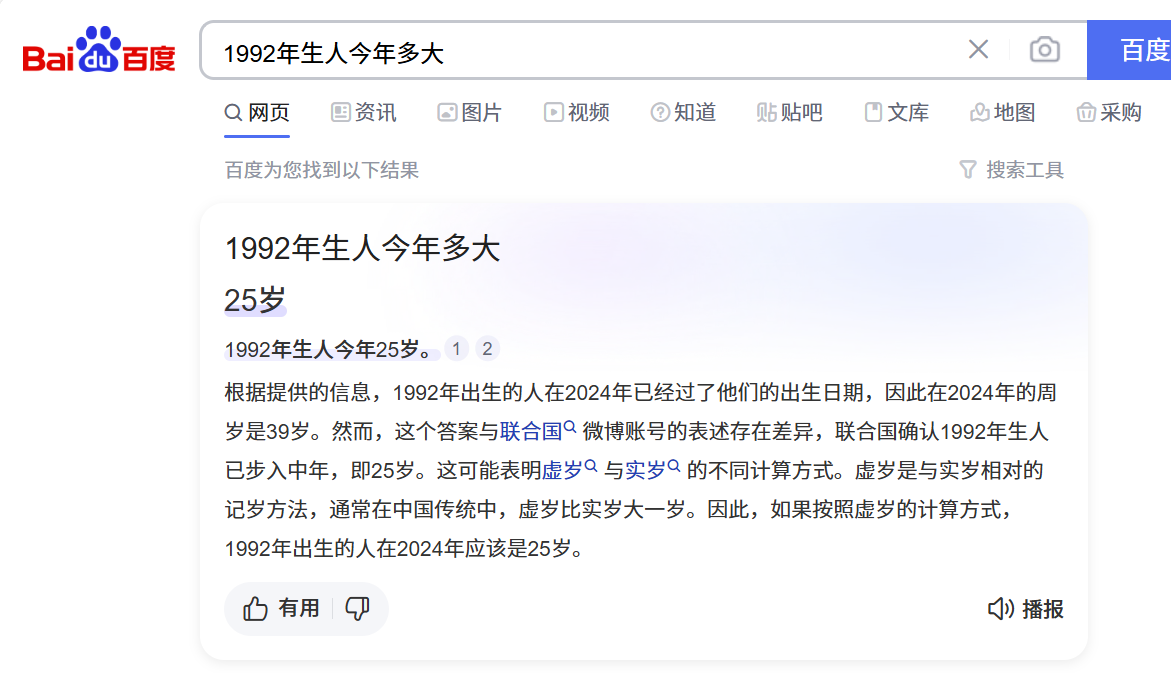 Bai du 百度
1992年生人今年多大
百度
网页 资讯 图片 视频 知道 贴吧 文库 地图 采购
百度为您找到以下结果 搜索工具
1992年生人今年多大
25岁
1992年生人今年25岁。 1 2
根据提供的信息，1992年出生的人在2024年已经过了他们的出生日期，因此在2024年的周
岁是39岁。然而，这个答案与联合国 微博账号的表述存在差异，联合国确认1992年生人
已步入中年，即25岁。这可能表明虚岁 与实岁 的不同计算方式。虚岁是与实岁相对的
记岁方法，通常在中国传统中，虚岁比实岁大一岁。因此，如果按照虚岁的计算方式，
1992年出生的人在2024年应该是25岁。
有用 播报